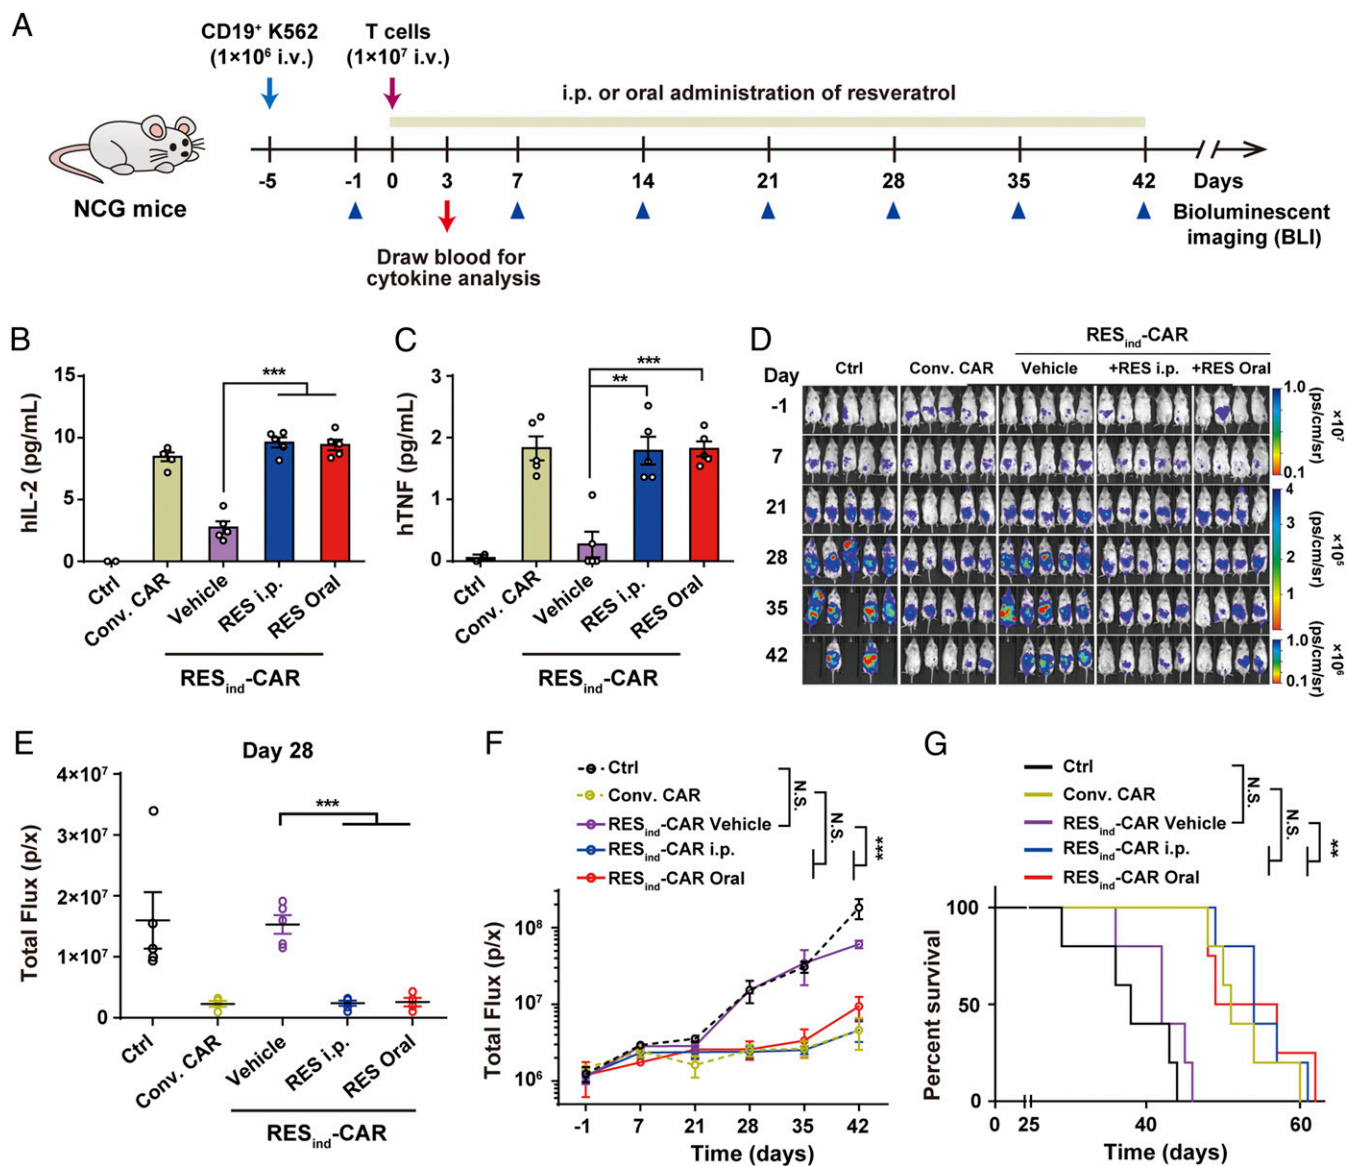 A
CD19⁺ K562
(1×10⁶ i.v.)
T cells
(1×10⁷ i.v.)
i.p. or oral administration of resveratrol
NCG mice
-5 -1 0 3 7 14 21 28 35 42 Days
Draw blood for
cytokine analysis
Bioluminescent
imaging (BLI)
B
hIL-2 (pg/mL)
15
10
5
0
***
Ctrl
Conv. CAR
Vehicle
RES i.p.
RES Oral
RESind-CAR
C
hTNF (pg/mL)
3
2
1
0
***
**
Ctrl
Conv. CAR
Vehicle
RES i.p.
RES Oral
RESind-CAR
D
RESind-CAR
Day
Ctrl Conv. CAR Vehicle +RES i.p. +RES Oral
-1
7
21
28
35
42
1.0
0.1
(ps/cm/sr)
×10⁷
4
3
2
1
(ps/cm/sr)
×10⁵
1.0
0.1
(ps/cm/sr)
×10⁶
E
Day 28
Total Flux (p/x)
4×10⁷
3×10⁷
2×10⁷
1×10⁷
0
***
Ctrl
Conv. CAR
Vehicle
RES i.p.
RES Oral
RESind-CAR
F
Ctrl
Conv. CAR
RESind-CAR Vehicle
RESind-CAR i.p.
RESind-CAR Oral
N.S.
N.S.
***
Total Flux (p/x)
10⁸
10⁷
10⁶
-1 7 21 28 35 42
Time (days)
G
Ctrl
Conv. CAR
RESind-CAR Vehicle
RESind-CAR i.p.
RESind-CAR Oral
N.S.
N.S.
**
Percent survival
100
50
0
0 25 40 60
Time (days)